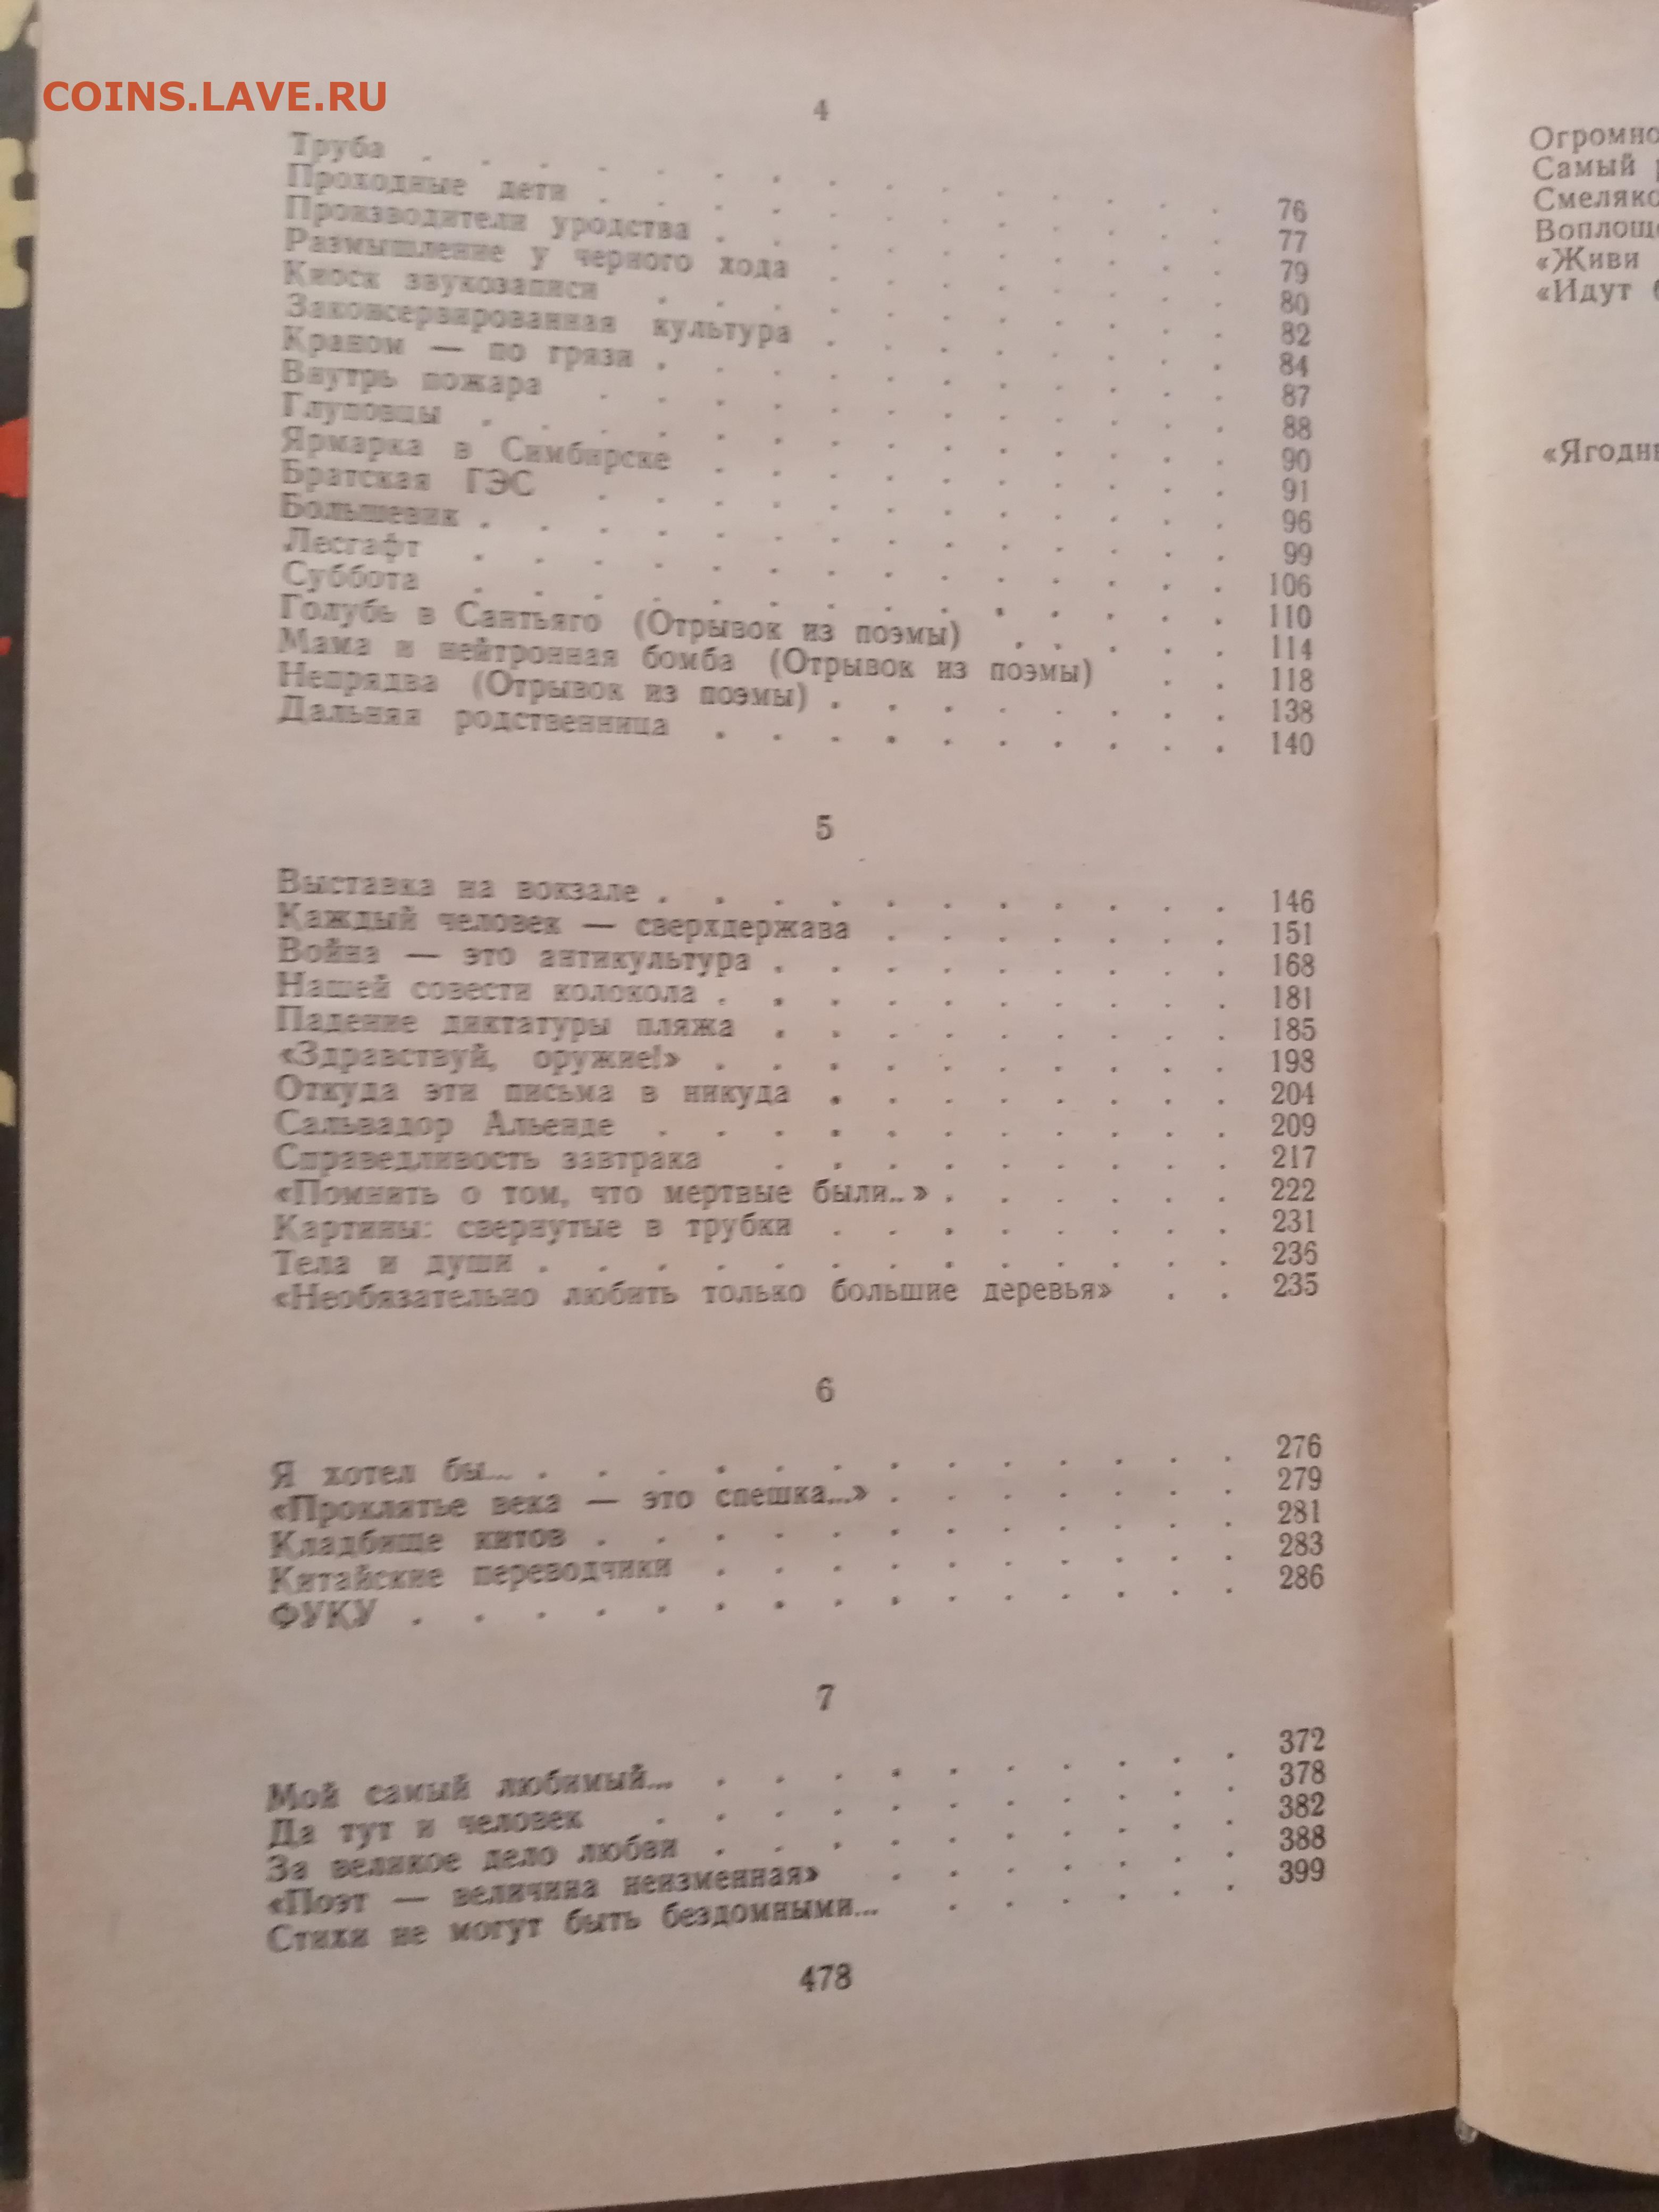 COINS.LAVE.RU
4
Труба . . . . . . . . . . . . . . 76
Проходные дети . . . . . . . . . . . 77
Производители уродства . . . . . . . . . 79
Размышление у черного хода . . . . . . . 80
Киоск звукозаписи . . . . . . . . . . 82
Законсервированная культура . . . . . . . . 84
Краном — по грязи . . . . . . . . . . 87
Внутрь пожара . . . . . . . . . . . 88
Глуповцы . . . . . . . . . . . . . 90
Ярмарка в Симбирске . . . . . . . . . 91
Братская ГЭС . . . . . . . . . . . 96
Большевик . . . . . . . . . . . . . 99
Лесгафт . . . . . . . . . . . . . 106
Суббота . . . . . . . . . . . . . 110
Голубь в Сантьяго (Отрывок из поэмы) . . . . . 114
Мама и нейтронная бомба (Отрывок из поэмы) . . 118
Непрядва (Отрывок из поэмы) . . . . . . . . 138
Дальняя родственница . . . . . . . . . . 140
5
Выставка на вокзале . . . . . . . . . . . 146
Каждый человек — сверхдержава . . . . . . . 151
Война — это антикультура . . . . . . . . . 168
Нашей совести колокола . . . . . . . . . . 181
Падение диктатуры пляжа . . . . . . . . . 185
«Здравствуй, оружие!» . . . . . . . . . . 198
Откуда эти письма в никуда . . . . . . . . 204
Сальвадор Альенде . . . . . . . . . . . 209
Справедливость завтрака . . . . . . . . . 217
«Помнить о том, что мертвые были..» . . . . . . 222
Картины: свернутые в трубки . . . . . . . . 231
Тела и души . . . . . . . . . . . . . 236
«Необязательно любить только большие деревья» . . 235
6
Я хотел бы... . . . . . . . . . . . . . 276
«Проклятье века — это спешка...» . . . . . . . 279
Кладбище китов . . . . . . . . . . . . 281
Китайские переводчики . . . . . . . . . . 283
ФУКУ . . . . . . . . . . . . . . . 286
7
Мой самый любимый... . . . . . . . . . . 372
Да тут и человек . . . . . . . . . . . 378
За великое дело любви . . . . . . . . . . 382
«Поэт — величина неизменная» . . . . . . . 388
Стихи не могут быть бездомными... . . . . . . 399
478
Огромно
Самый
Смеляко
Воплощ
«Живи
«Идут
«Ягодн